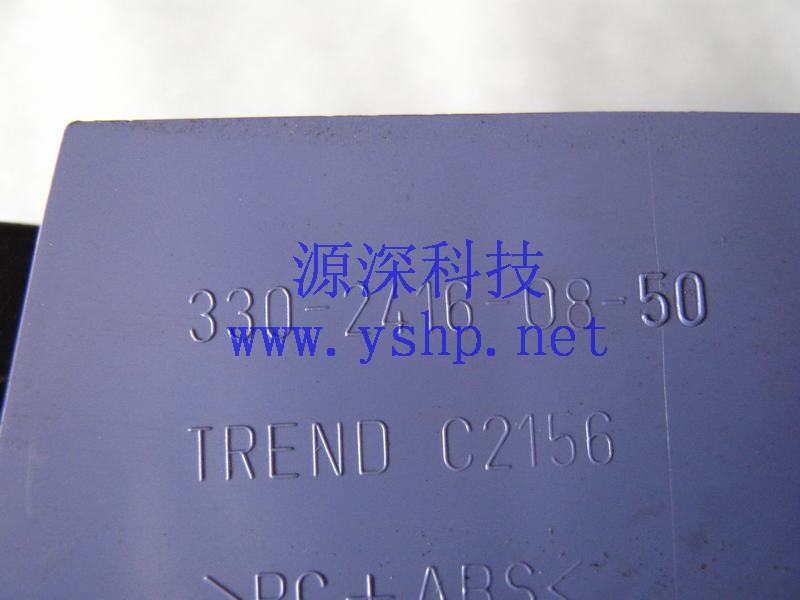 源深科技
330-2416-08-50
www.yshp.net
TREND C2156
>PC+ABS<